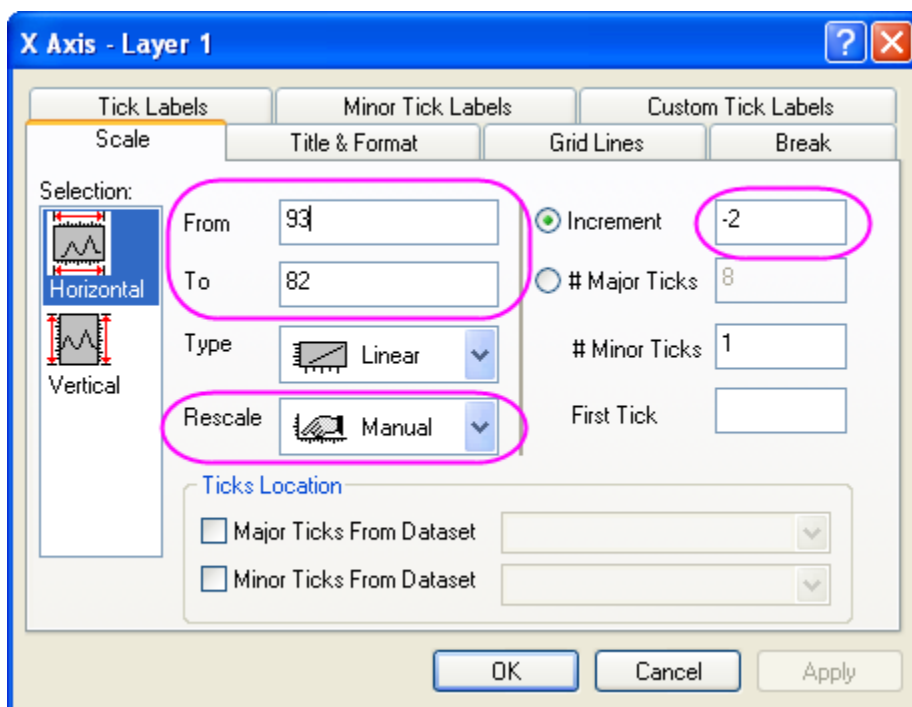 X Axis - Layer 1
Tick Labels Minor Tick Labels Custom Tick Labels
Scale Title & Format Grid Lines Break
Selection:
Horizontal
Vertical
From 93
To 82
Type Linear
Rescale Manual
Increment -2
# Major Ticks 8
# Minor Ticks 1
First Tick
Ticks Location
Major Ticks From Dataset
Minor Ticks From Dataset
OK Cancel Apply